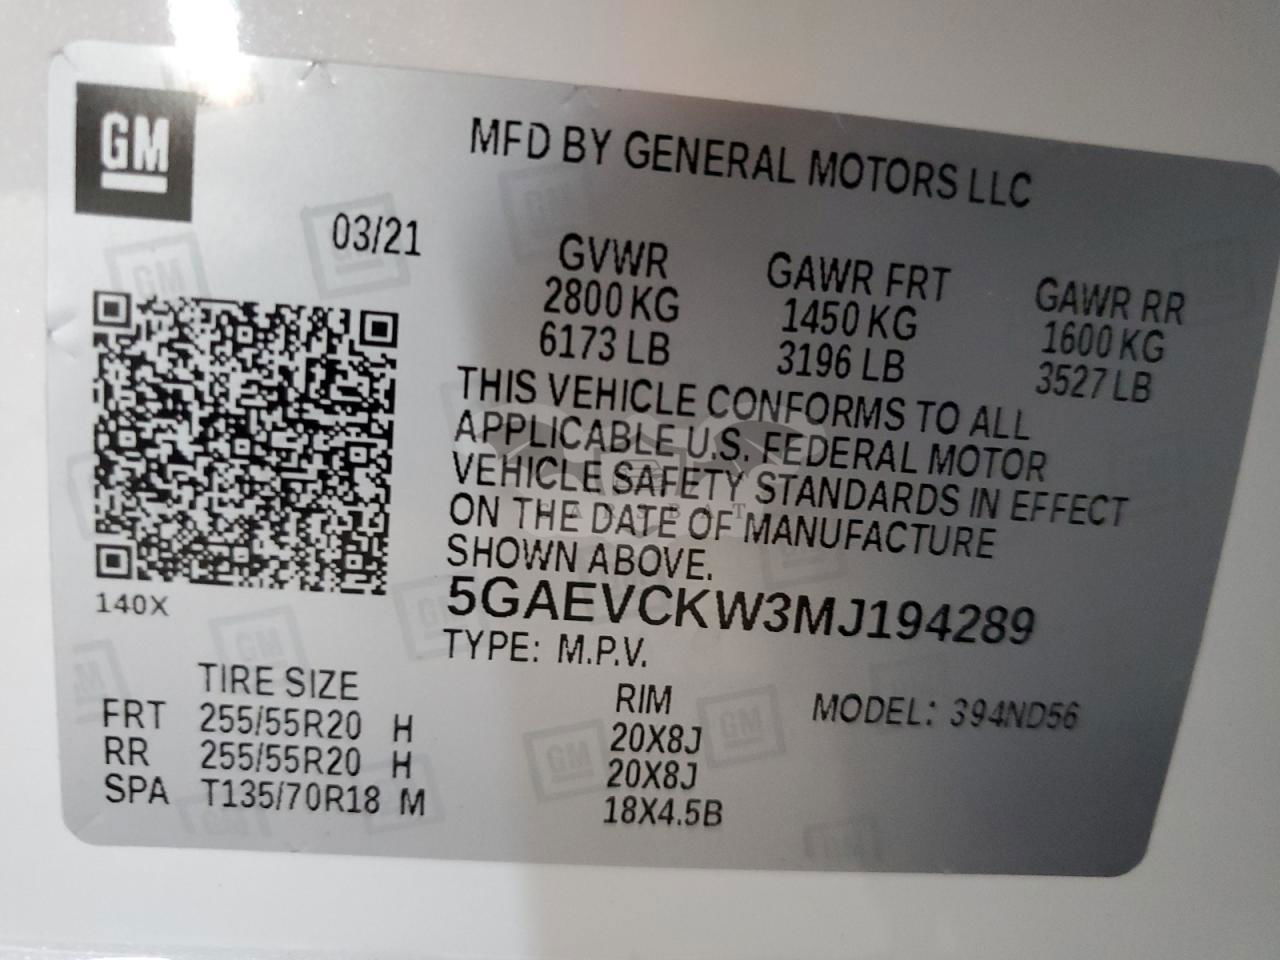 GM
MFD BY GENERAL MOTORS LLC
03/21
GVWR GAWR FRT GAWR RR
2800 KG 1450 KG 1600 KG
6173 LB 3196 LB 3527 LB
THIS VEHICLE CONFORMS TO ALL
APPLICABLE U.S. FEDERAL MOTOR
VEHICLE SAFETY STANDARDS IN EFFECT
ON THE DATE OF MANUFACTURE
SHOWN ABOVE.
140X
5GAEVCKW3MJ194289
TYPE: M.P.V.
TIRE SIZE RIM MODEL: 394ND56
FRT 255/55R20 H 20X8J
RR 255/55R20 H 20X8J
SPA T135/70R18 M 18X4.5B